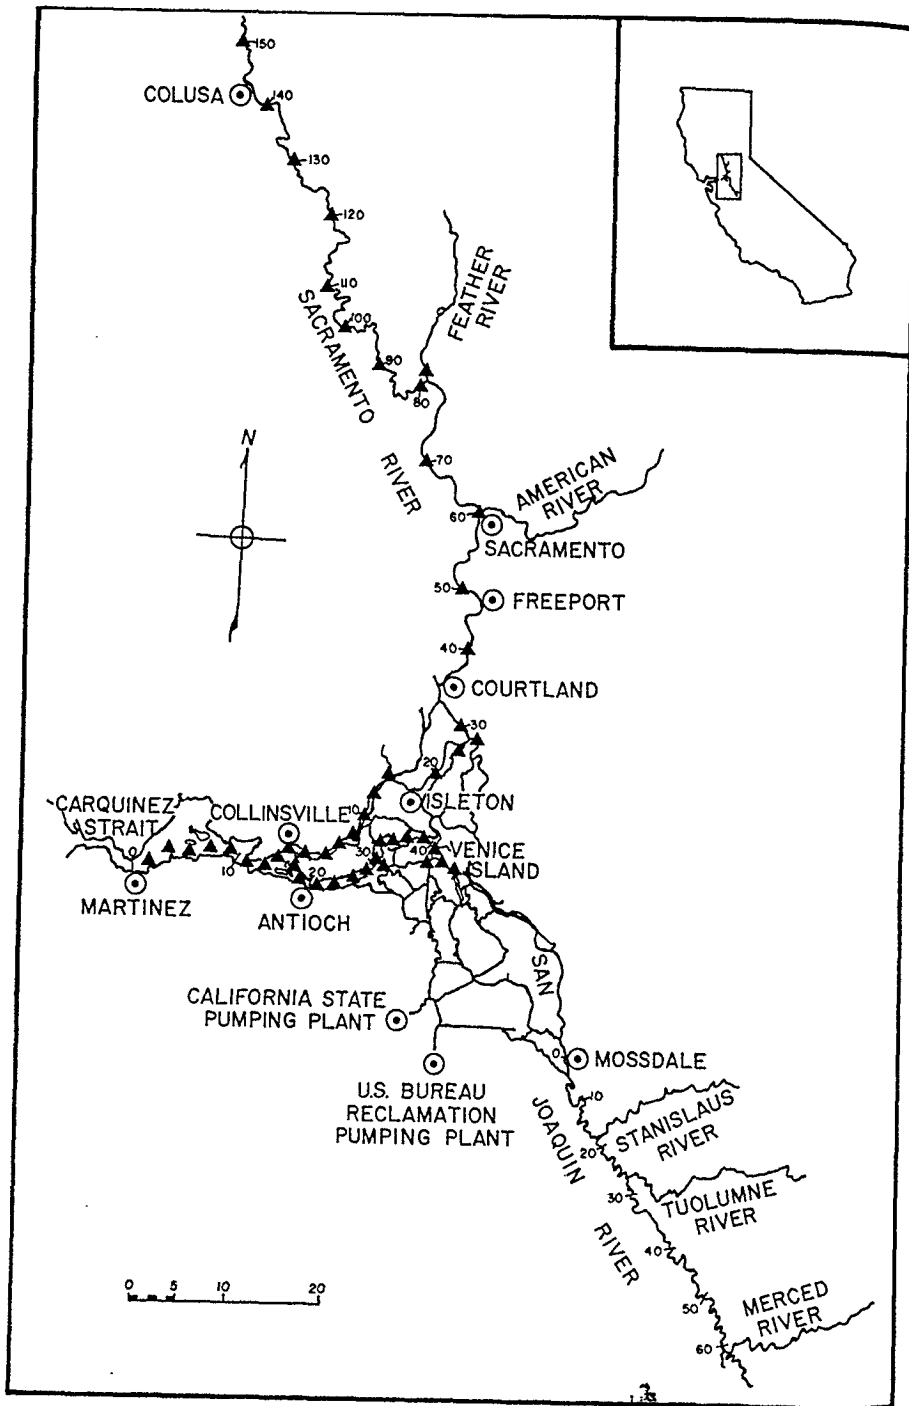 150
COLUSA
140
130
120
110
SACRAMENTO
RIVER
100
90
80
FEATHER
RIVER
N
70
AMERICAN
RIVER
60
SACRAMENTO
50
FREEPORT
40
COURTLAND
30
20
ISLETON
CARQUINEZ
STRAIT
COLLINSVILLE
10
0
10
20
30
40
VENICE
ISLAND
MARTINEZ
ANTIOCH
SAN
JOAQUIN
RIVER
CALIFORNIA STATE
PUMPING PLANT
0
MOSSDALE
U.S. BUREAU
RECLAMATION
PUMPING PLANT
10
STANISLAUS
RIVER
20
30
TUOLUMNE
RIVER
40
50
MERCED
RIVER
60
0 5 10 20